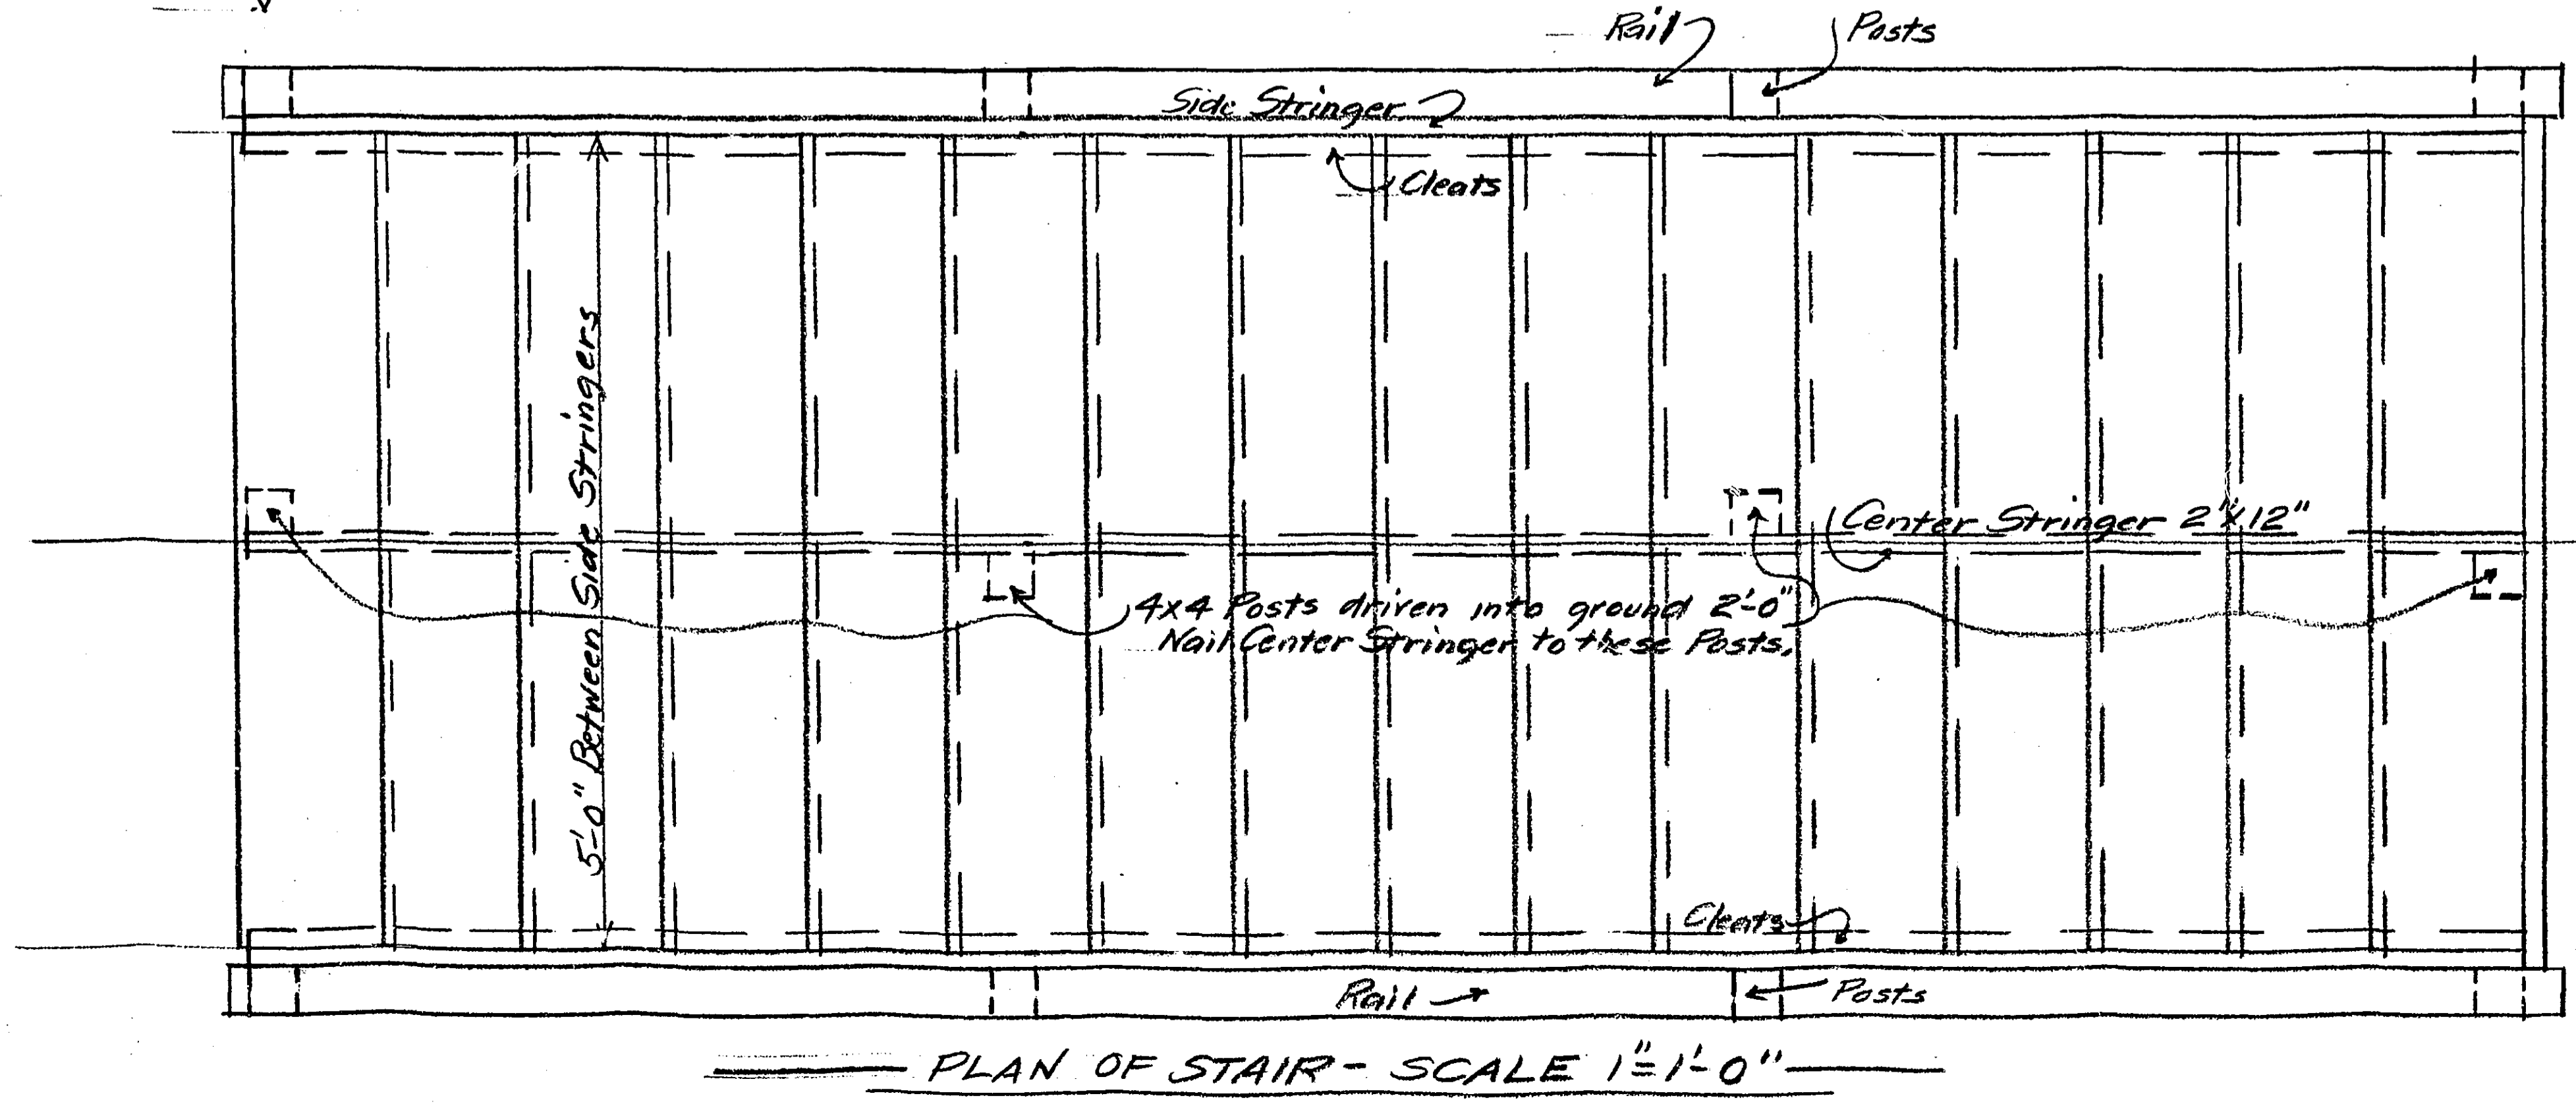 Rail
Posts
Side Stringer
Cleats
5'-0" Between Side Stringers
Center Stringer 2"x12"
4x4 Posts driven into ground 2'-0"
Nail Center Stringer to these Posts.
Cleats
Rail
Posts
PLAN OF STAIR - SCALE 1"=1'-0"